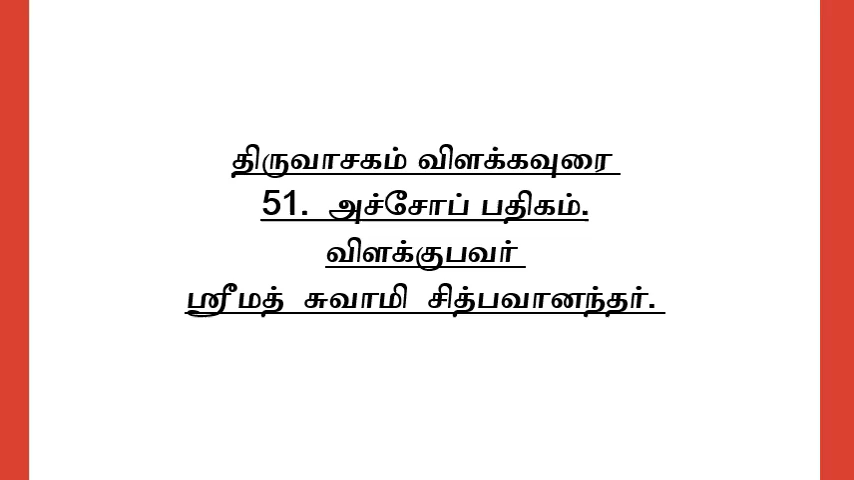 திருவாசகம் விளக்கவுரை
51. அச்சோப் பதிகம்.
விளக்குபவர்
ஸ்ரீமத் சுவாமி சித்பவானந்தர்.